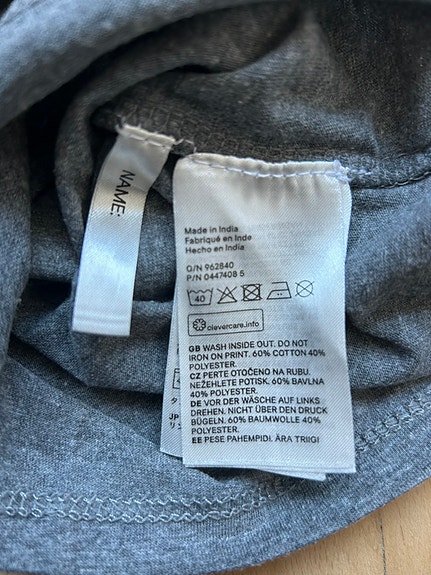 NAME:
Made in India
Fabriqué en Inde
Hecho en India
O/N 962840
P/N 0447408 5
40
clevercare.info
GB WASH INSIDE OUT. DO NOT
IRON ON PRINT. 60% COTTON 40%
POLYESTER.
CZ PERTE OTOČENO NA RUBU.
NEŽEHLETE POTISK. 60% BAVLNA
40% POLYESTER.
DE VOR DER WÄSCHE AUF LINKS
DREHEN. NICHT ÜBER DEN DRUCK
BÜGELN. 60% BAUMWOLLE 40%
POLYESTER.
EE PESE PAHEMPIDI. ÄRA TRIIGI
JP